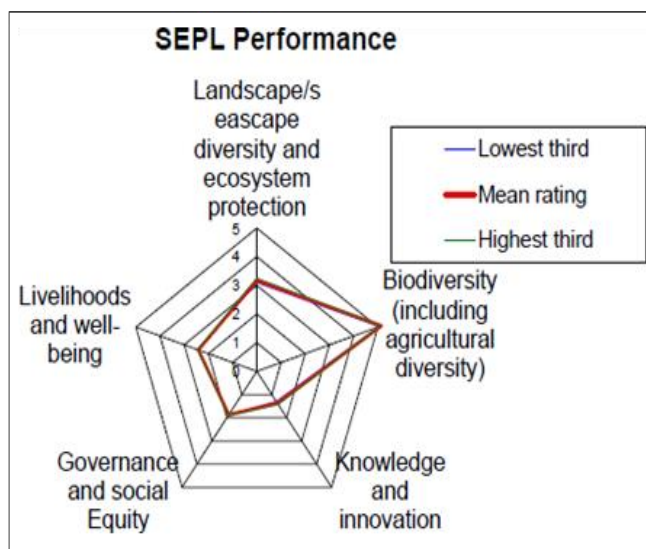 SEPL Performance
Landscape/s
eascape
diversity and
ecosystem
protection
Lowest third
Mean rating
Highest third
5
4
3
2
1
0
Biodiversity
(including
agricultural
diversity)
Livelihoods
and well-
being
Governance
and social
Equity
Knowledge
and
innovation